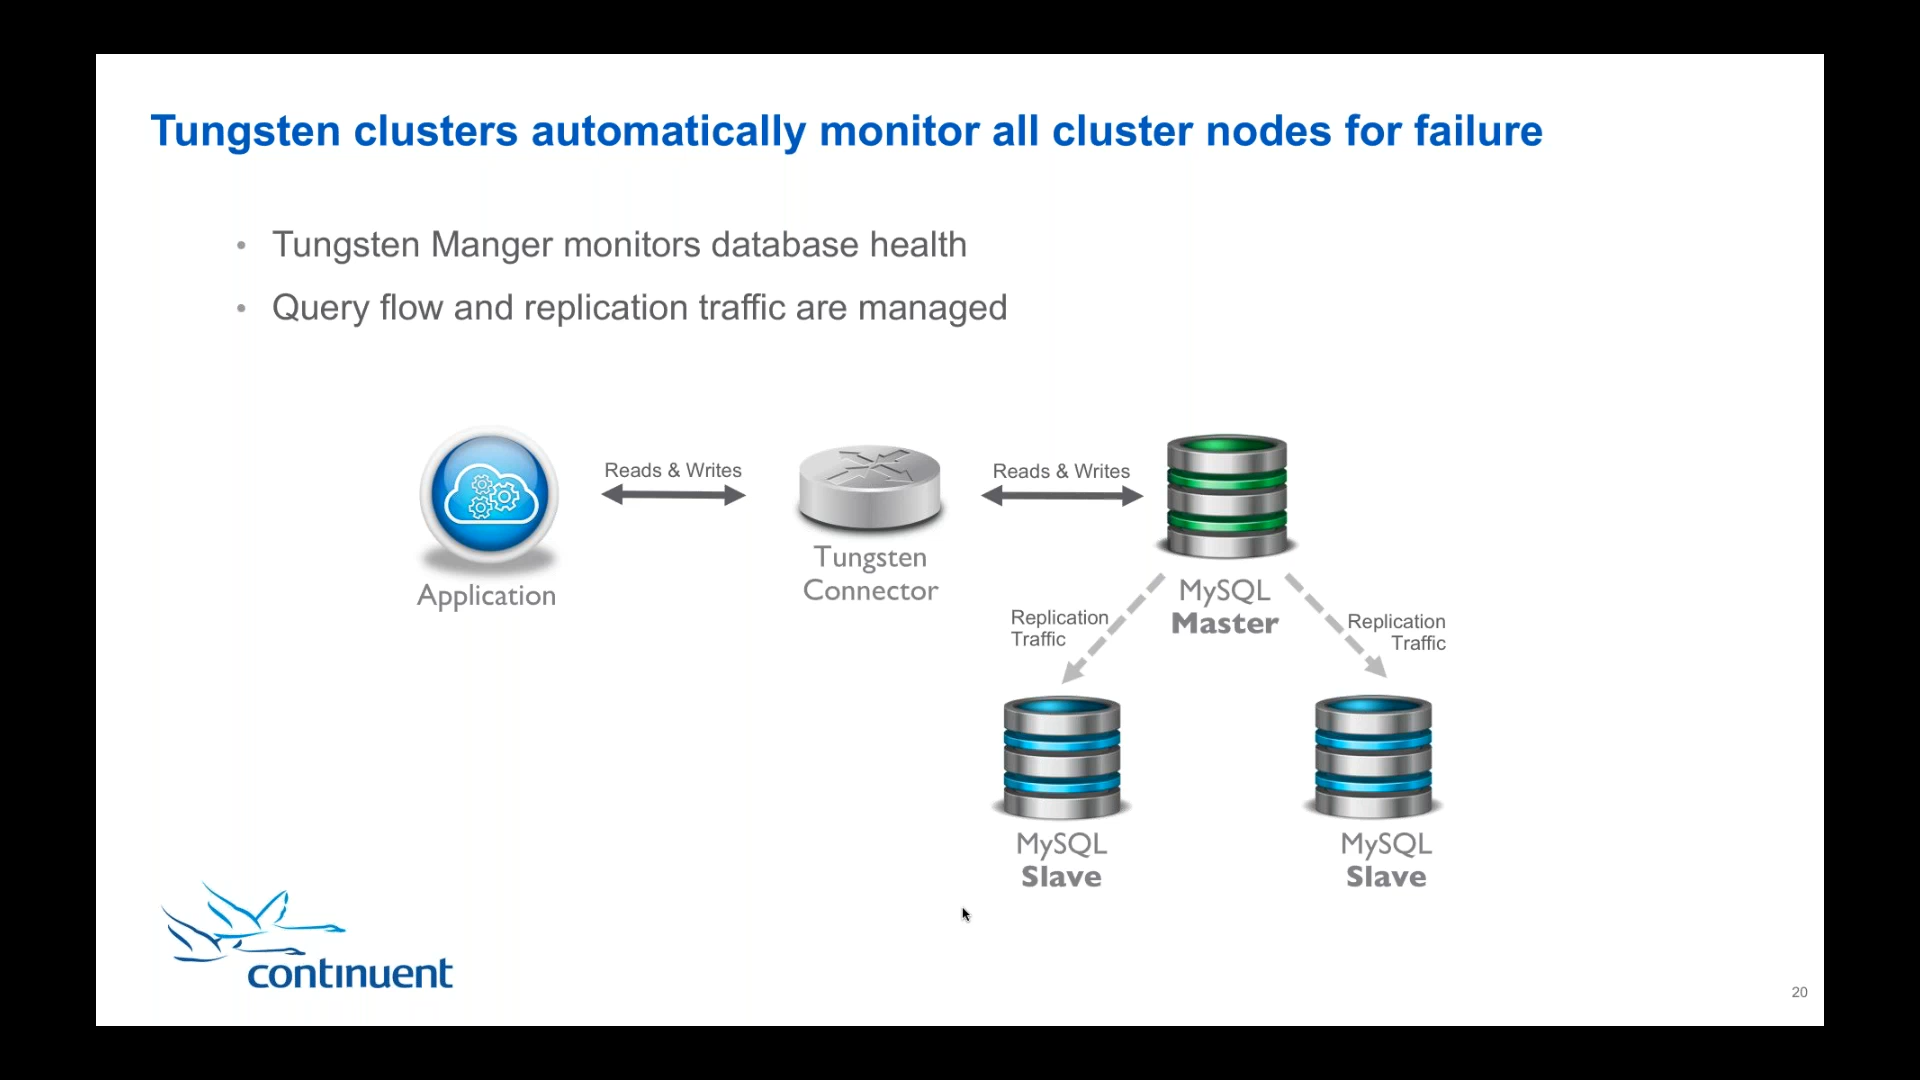 Tungsten clusters automatically monitor all cluster nodes for failure
• Tungsten Manger monitors database health
• Query flow and replication traffic are managed
Reads & Writes
Reads & Writes
Application
Tungsten
Connector
MySQL
Master
Replication
Traffic
Replication
Traffic
MySQL
Slave
MySQL
Slave
continuent
20